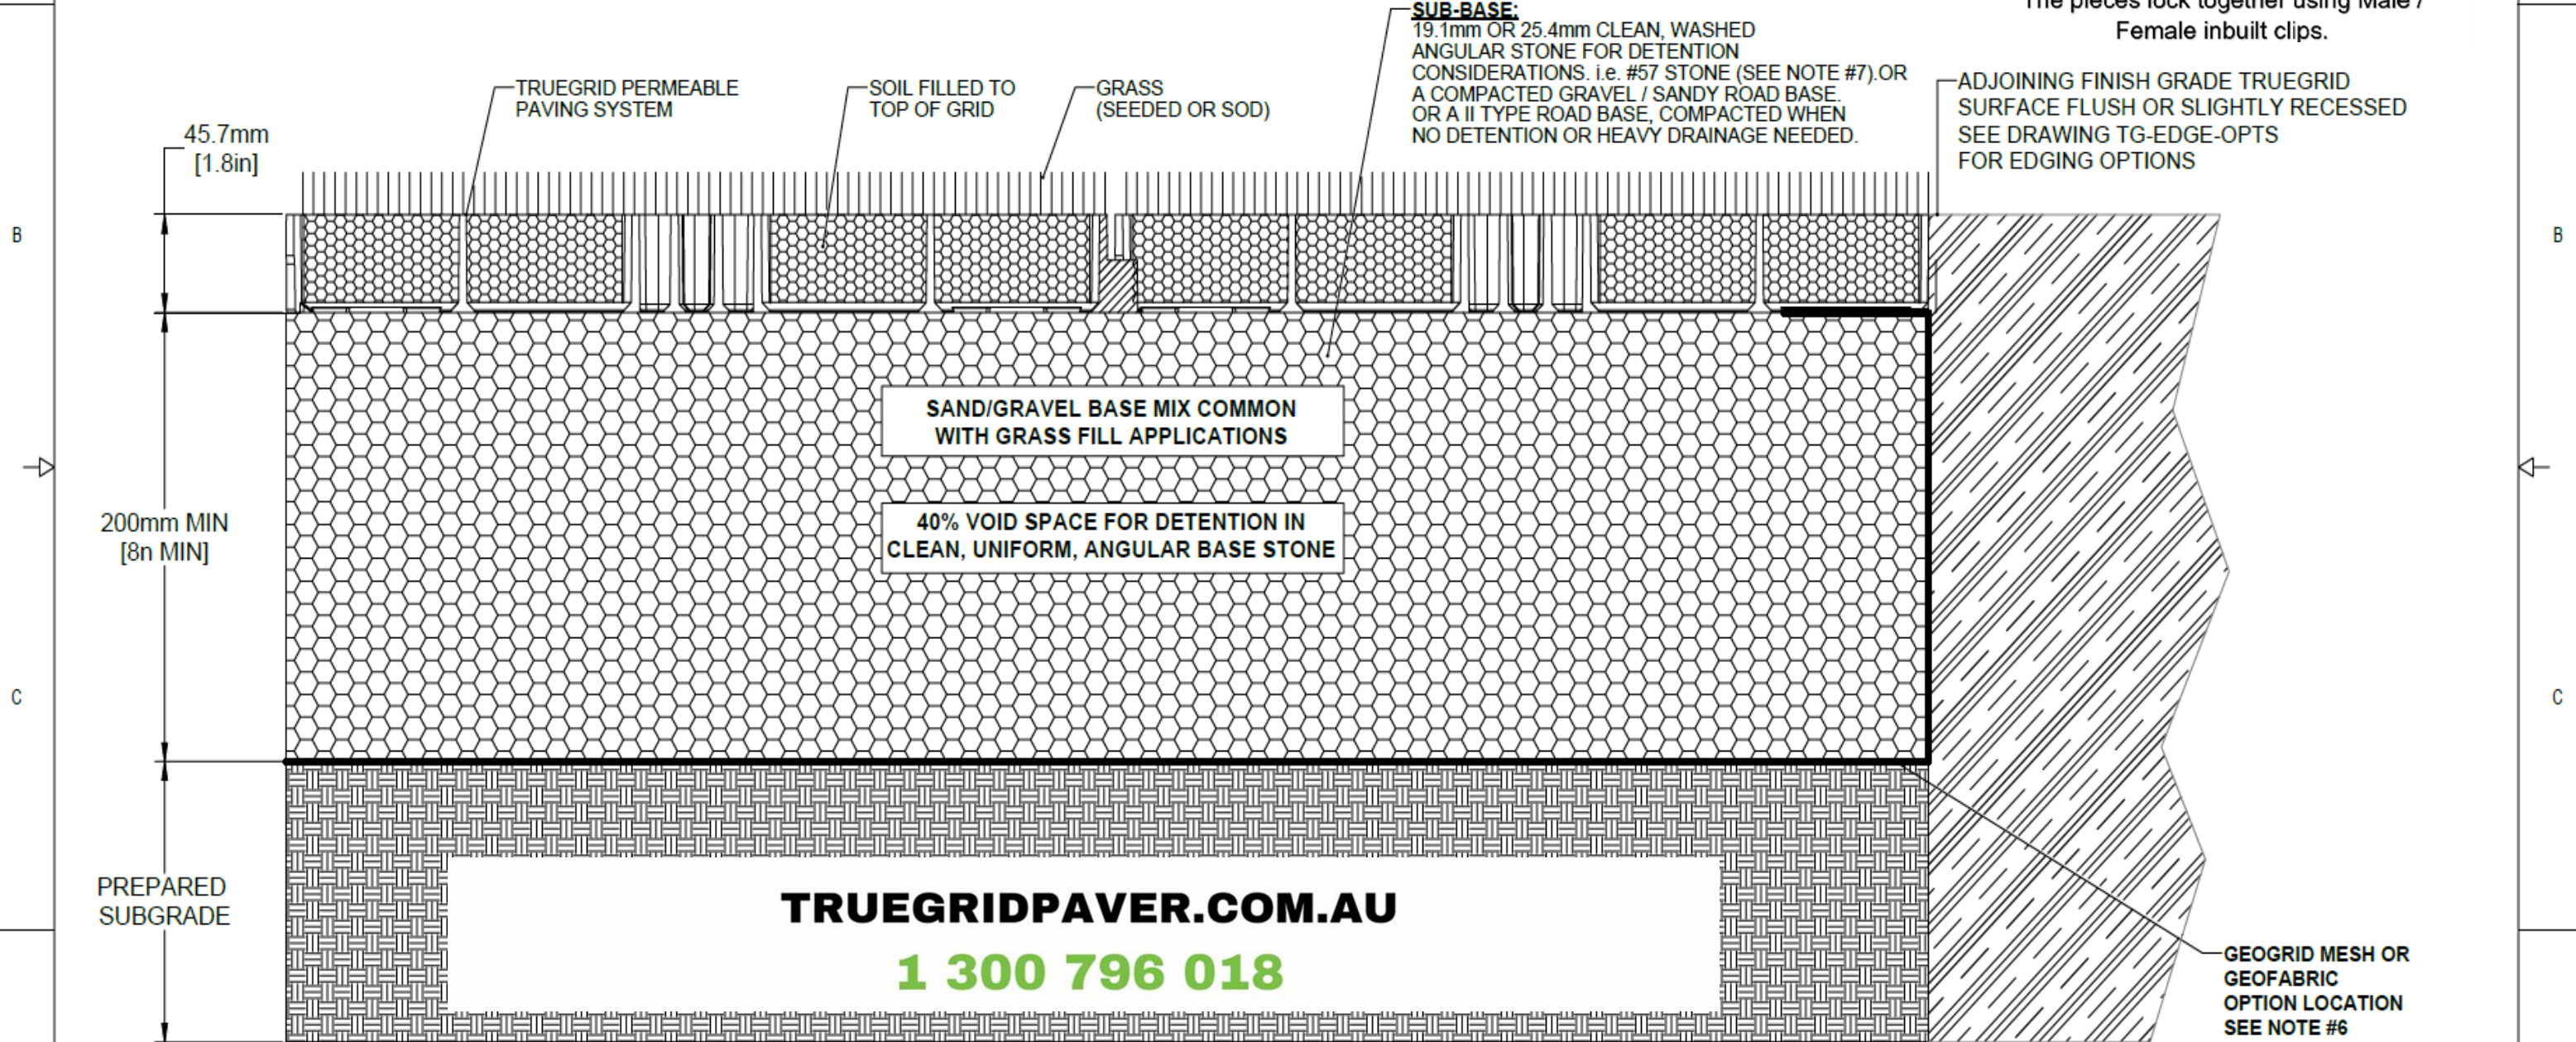 The pieces lock together using Male /
Female inbuilt clips.
SUB-BASE:
19.1mm OR 25.4mm CLEAN, WASHED
ANGULAR STONE FOR DETENTION
CONSIDERATIONS. i.e. #57 STONE (SEE NOTE #7).OR
A COMPACTED GRAVEL / SANDY ROAD BASE.
OR A II TYPE ROAD BASE, COMPACTED WHEN
NO DETENTION OR HEAVY DRAINAGE NEEDED.
TRUEGRID PERMEABLE
PAVING SYSTEM
SOIL FILLED TO
TOP OF GRID
GRASS
(SEEDED OR SOD)
ADJOINING FINISH GRADE TRUEGRID
SURFACE FLUSH OR SLIGHTLY RECESSED
SEE DRAWING TG-EDGE-OPTS
FOR EDGING OPTIONS
45.7mm
[1.8in]
B
B
SAND/GRAVEL BASE MIX COMMON
WITH GRASS FILL APPLICATIONS
40% VOID SPACE FOR DETENTION IN
CLEAN, UNIFORM, ANGULAR BASE STONE
200mm MIN
[8n MIN]
C
C
PREPARED
SUBGRADE
TRUEGRIDPAVER.COM.AU
1 300 796 018
GEOGRID MESH OR
GEOFABRIC
OPTION LOCATION
SEE NOTE #6